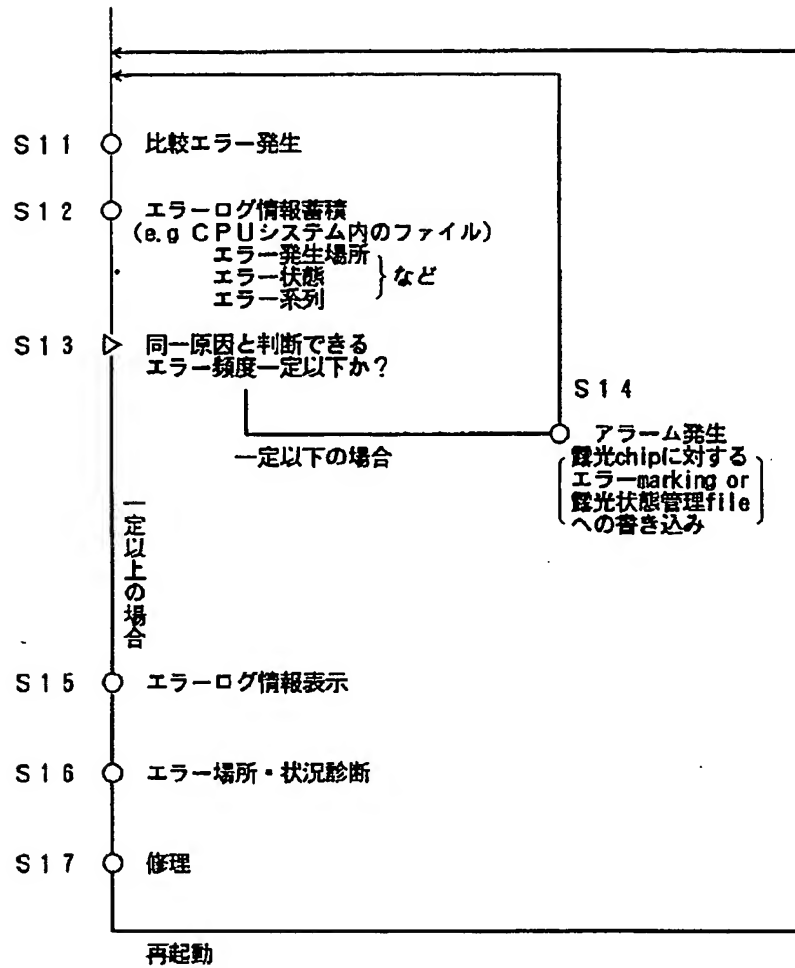 S11 比較エラー発生
S12 エラーログ情報蓄積
(e.g CPUシステム内のファイル)
エラー発生場所
エラー状態
エラー系列
など
S13 同一原因と判断できる
エラー頻度一定以下か?
一定以下の場合
S14
アラーム発生
露光chipに対する
エラーmarking or
露光状態管理file
への書き込み
一定以上の場合
S15 エラーログ情報表示
S16 エラー場所・状況診断
S17 修理
再起動